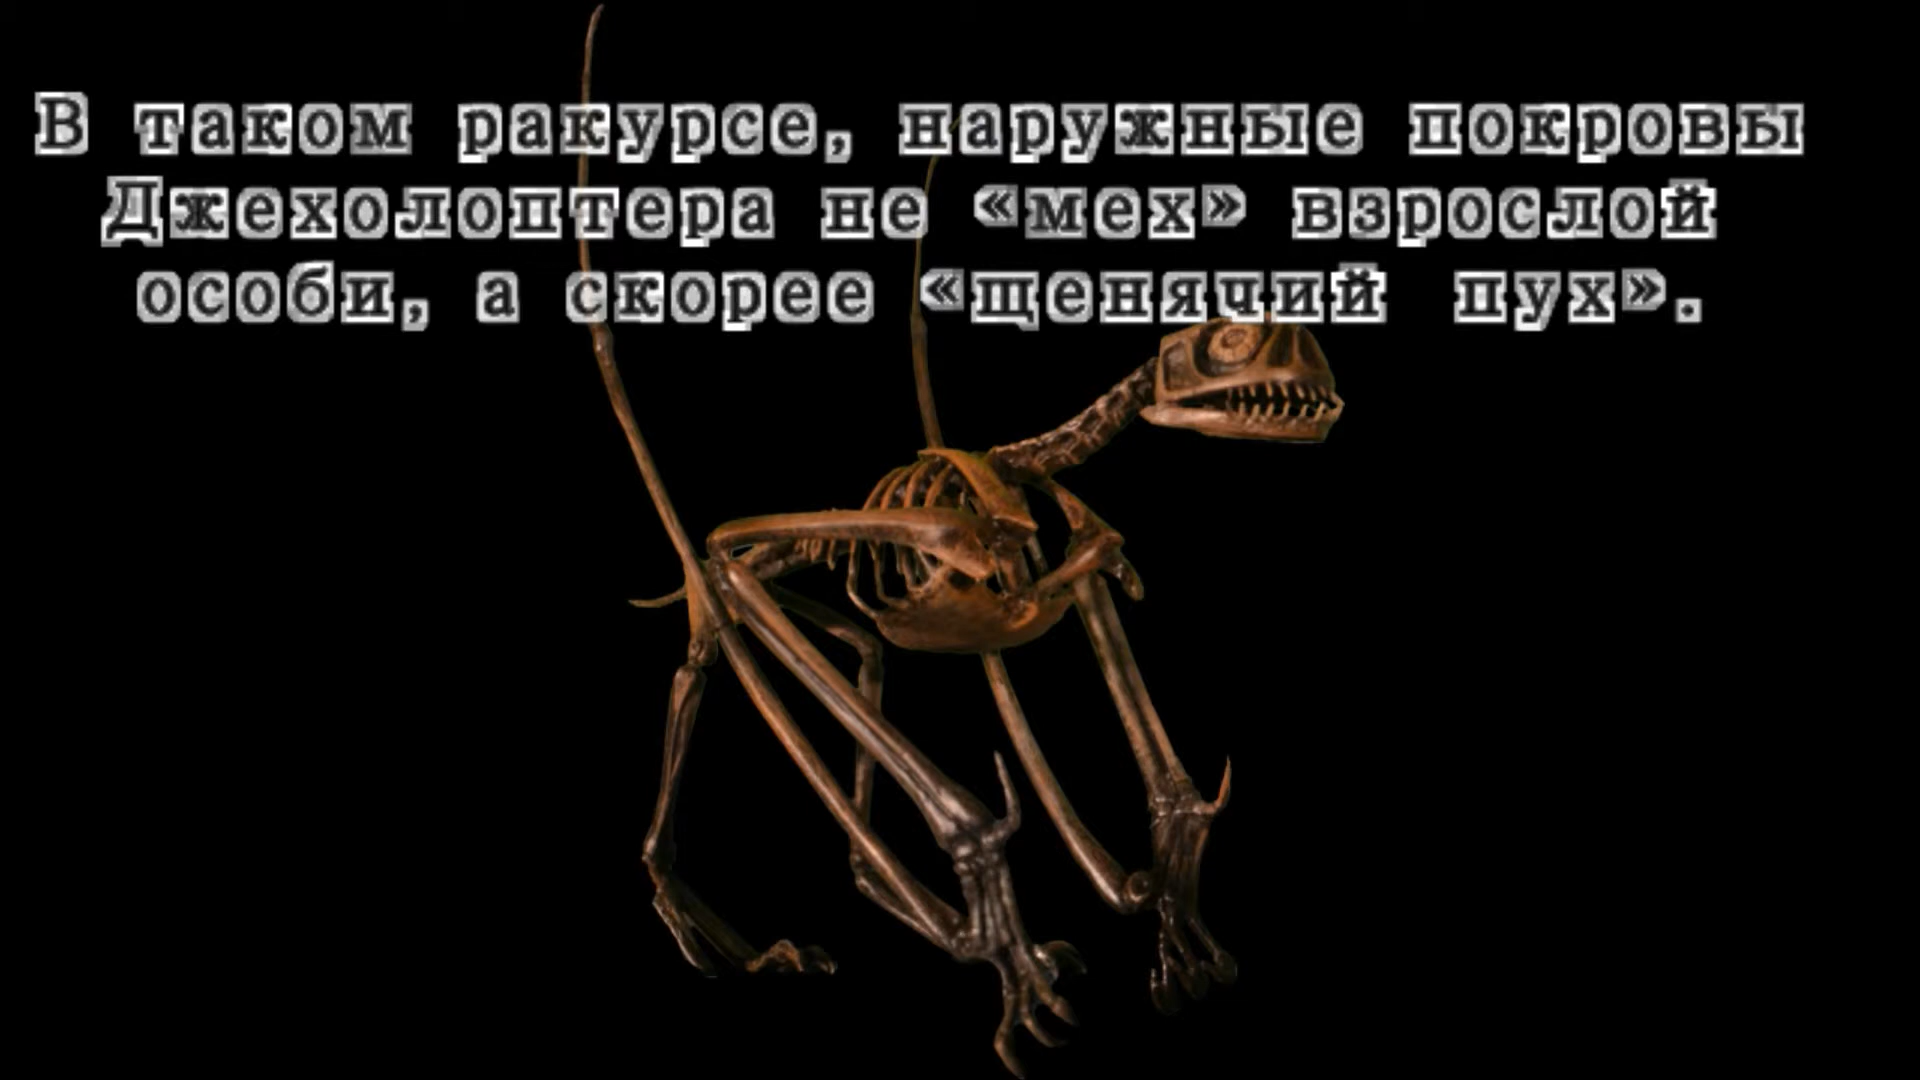 В таком ракурсе, наружные покровы
Джехолоптера не «мех» взрослой
особи, а скорее «щенячий пух».